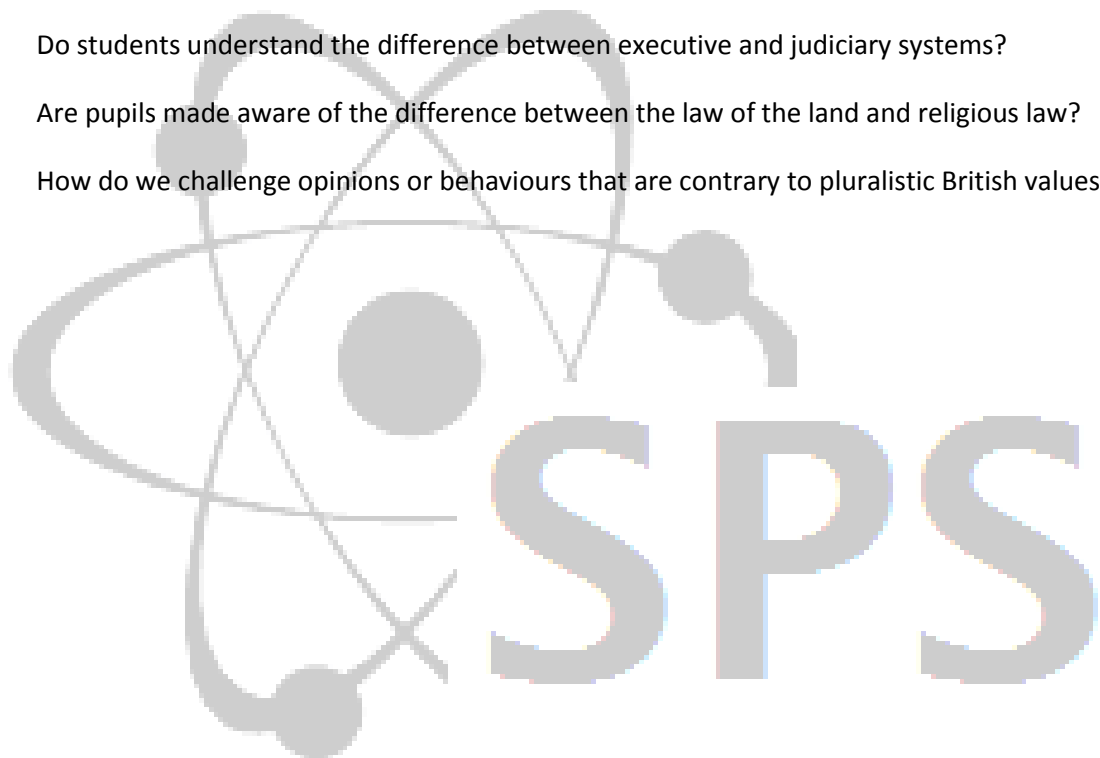 Do students understand the difference between executive and judiciary systems?
Are pupils made aware of the difference between the law of the land and religious law?
How do we challenge opinions or behaviours that are contrary to pluralistic British values
SPS